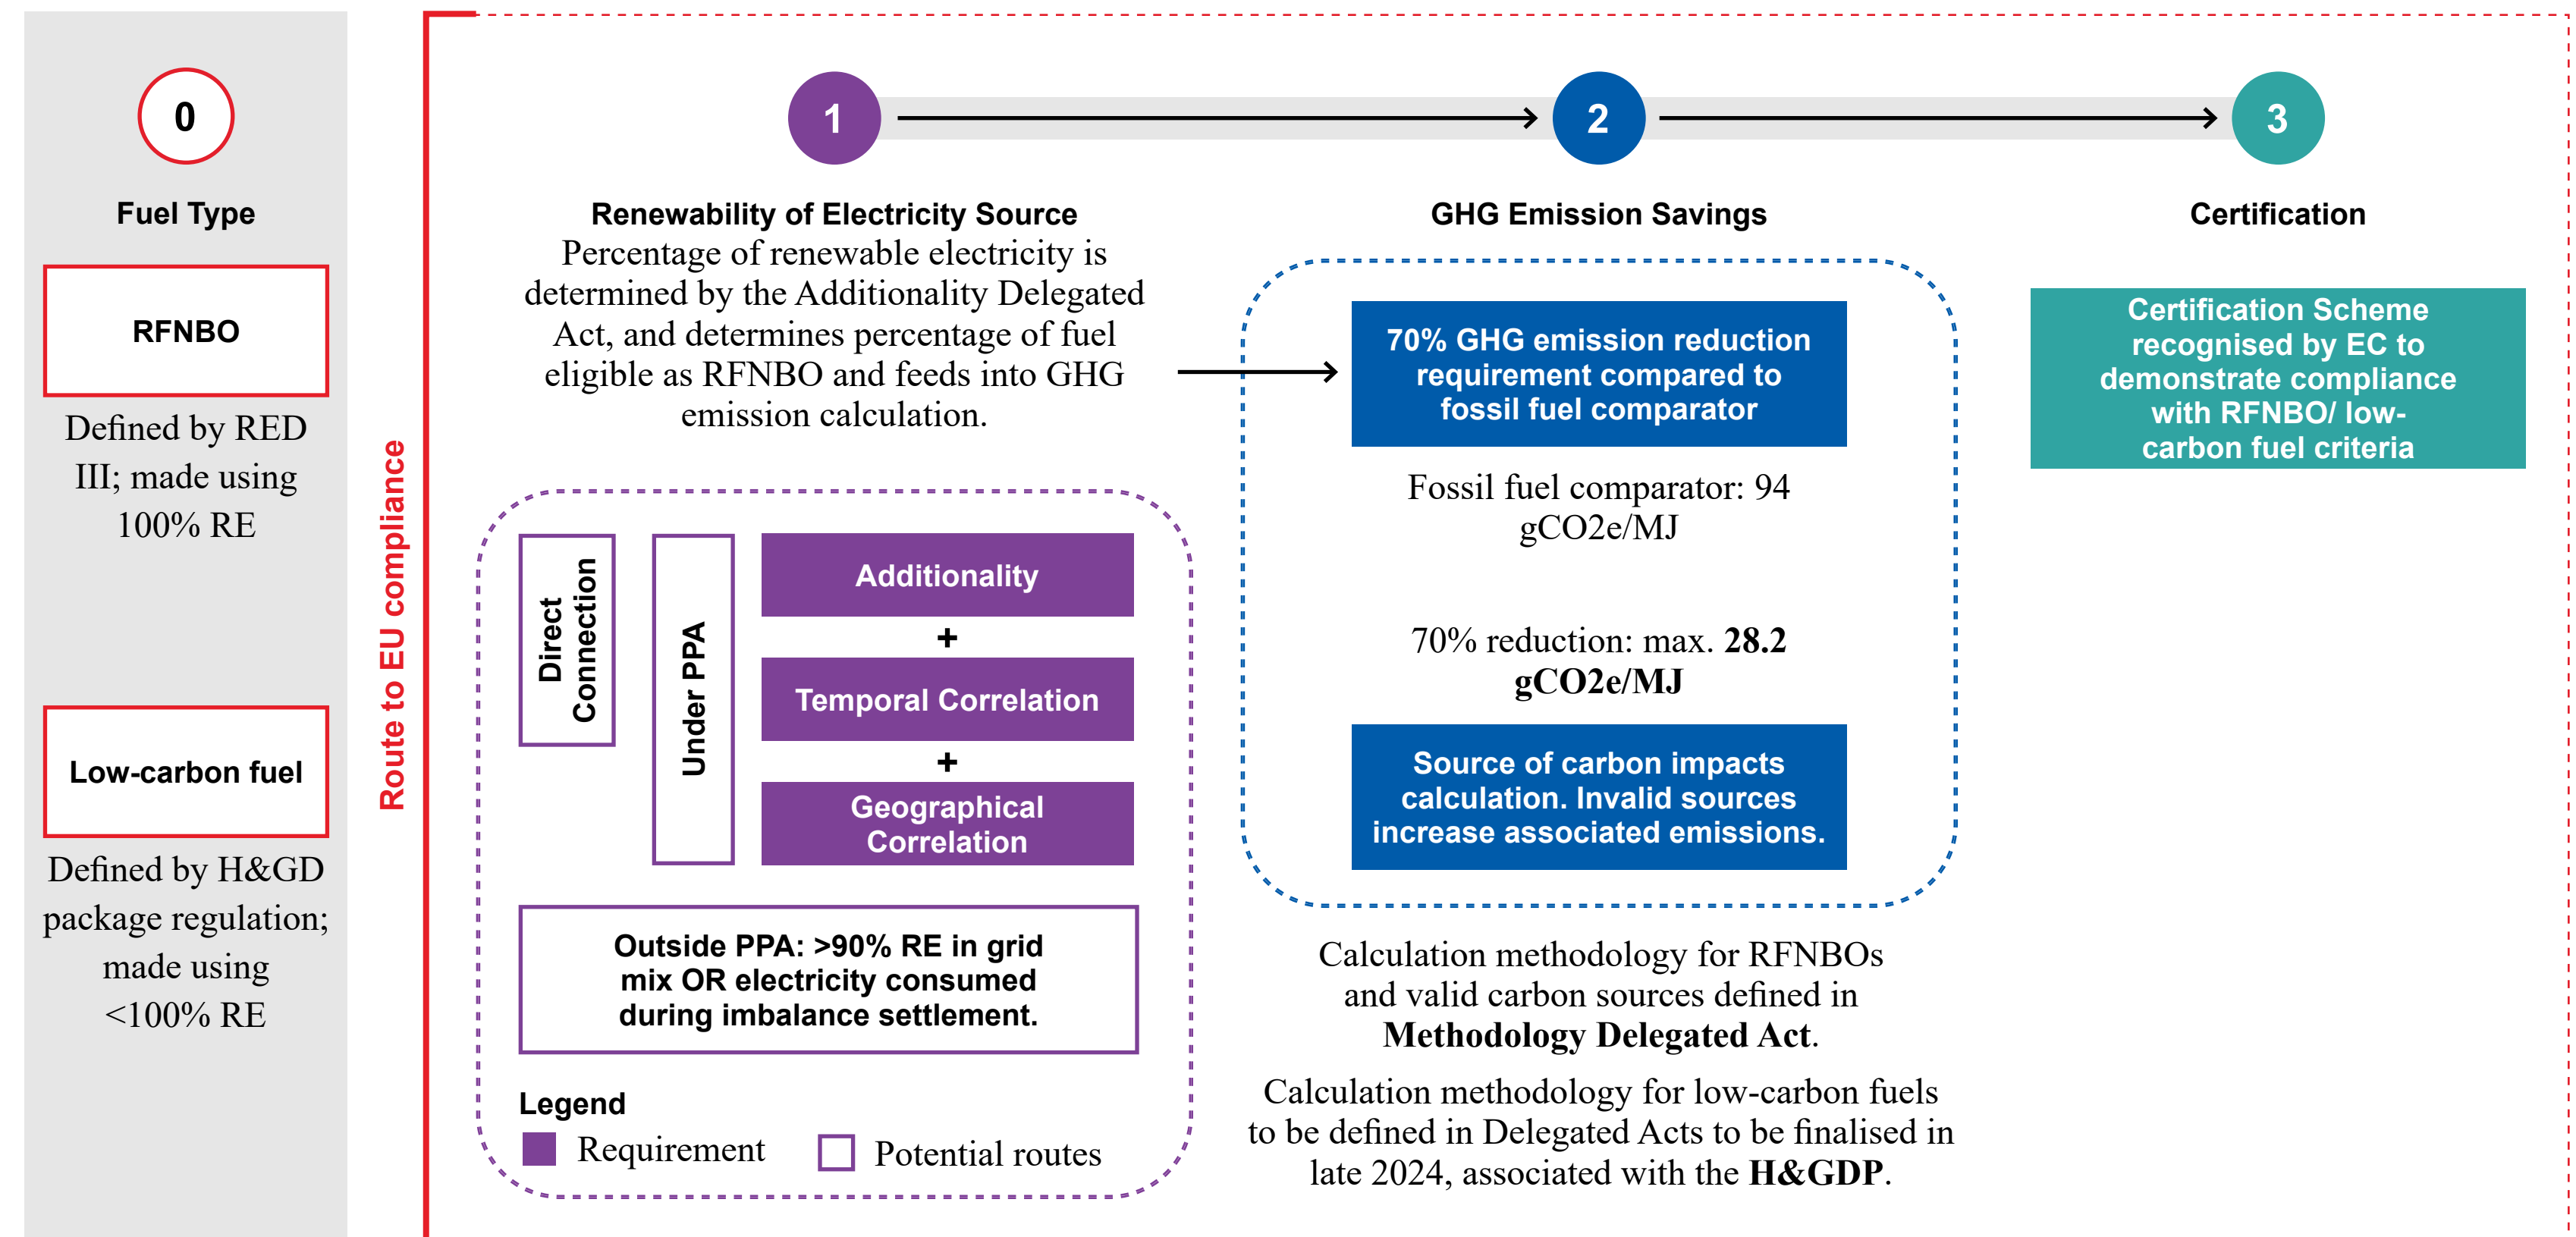 0
Fuel Type
RFNBO
Defined by RED
III; made using
100% RE
Low-carbon fuel
Defined by H&GD
package regulation;
made using
<100% RE
Route to EU compliance
1
Renewability of Electricity Source
Percentage of renewable electricity is
determined by the Additionality Delegated
Act, and determines percentage of fuel
eligible as RFNBO and feeds into GHG
emission calculation.
Direct
Connection
Under PPA
Additionality
+
Temporal Correlation
+
Geographical
Correlation
Outside PPA: >90% RE in grid
mix OR electricity consumed
during imbalance settlement.
Legend
Requirement
Potential routes
2
GHG Emission Savings
70% GHG emission reduction
requirement compared to
fossil fuel comparator
Fossil fuel comparator: 94
gCO2e/MJ
70% reduction: max. 28.2
gCO2e/MJ
Source of carbon impacts
calculation. Invalid sources
increase associated emissions.
Calculation methodology for RFNBOs
and valid carbon sources defined in
Methodology Delegated Act.
Calculation methodology for low-carbon fuels
to be defined in Delegated Acts to be finalised in
late 2024, associated with the H&GDP.
3
Certification
Certification Scheme
recognised by EC to
demonstrate compliance
with RFNBO/ low-
carbon fuel criteria